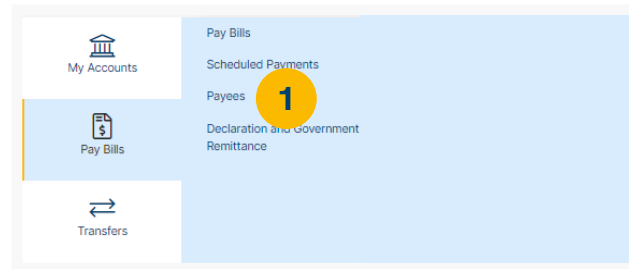 My Accounts
Pay Bills
Transfers
Pay Bills
Scheduled Payments
Payees
1
Declaration and Government
Remittance